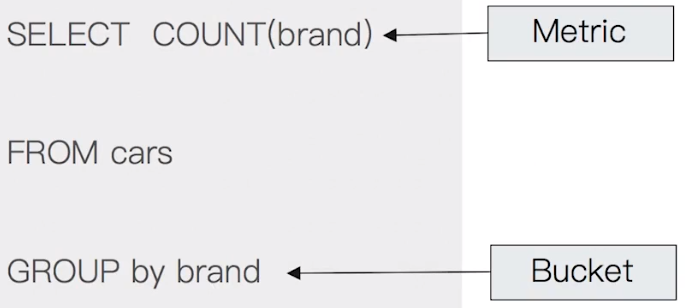 SELECT COUNT(brand)
Metric
FROM cars
GROUP by brand
Bucket